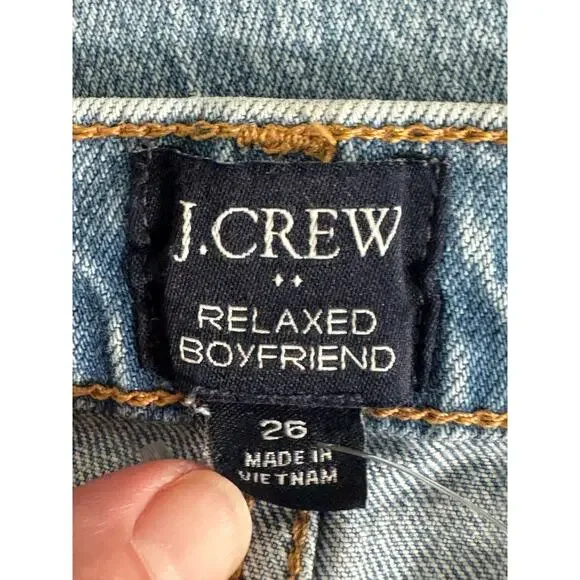 J.CREW
RELAXED
BOYFRIEND
26
MADE IN
VIETNAM